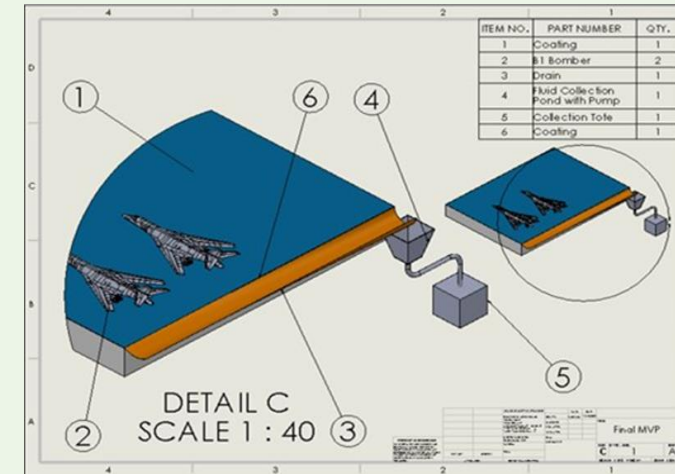 4 3 2 1
ITEM NO. PART NUMBER QTY.
1 Coating 1
2 B1 Bomber 2
3 Drain 1
4 Fluid Collection Pond with Pump 1
5 Collection Tote 1
6 Coating 1
D
C
B
A
1
6
4
5
2
3
DETAIL C
SCALE 1 : 40
Final MVP
C 1 A
4 3 2 1